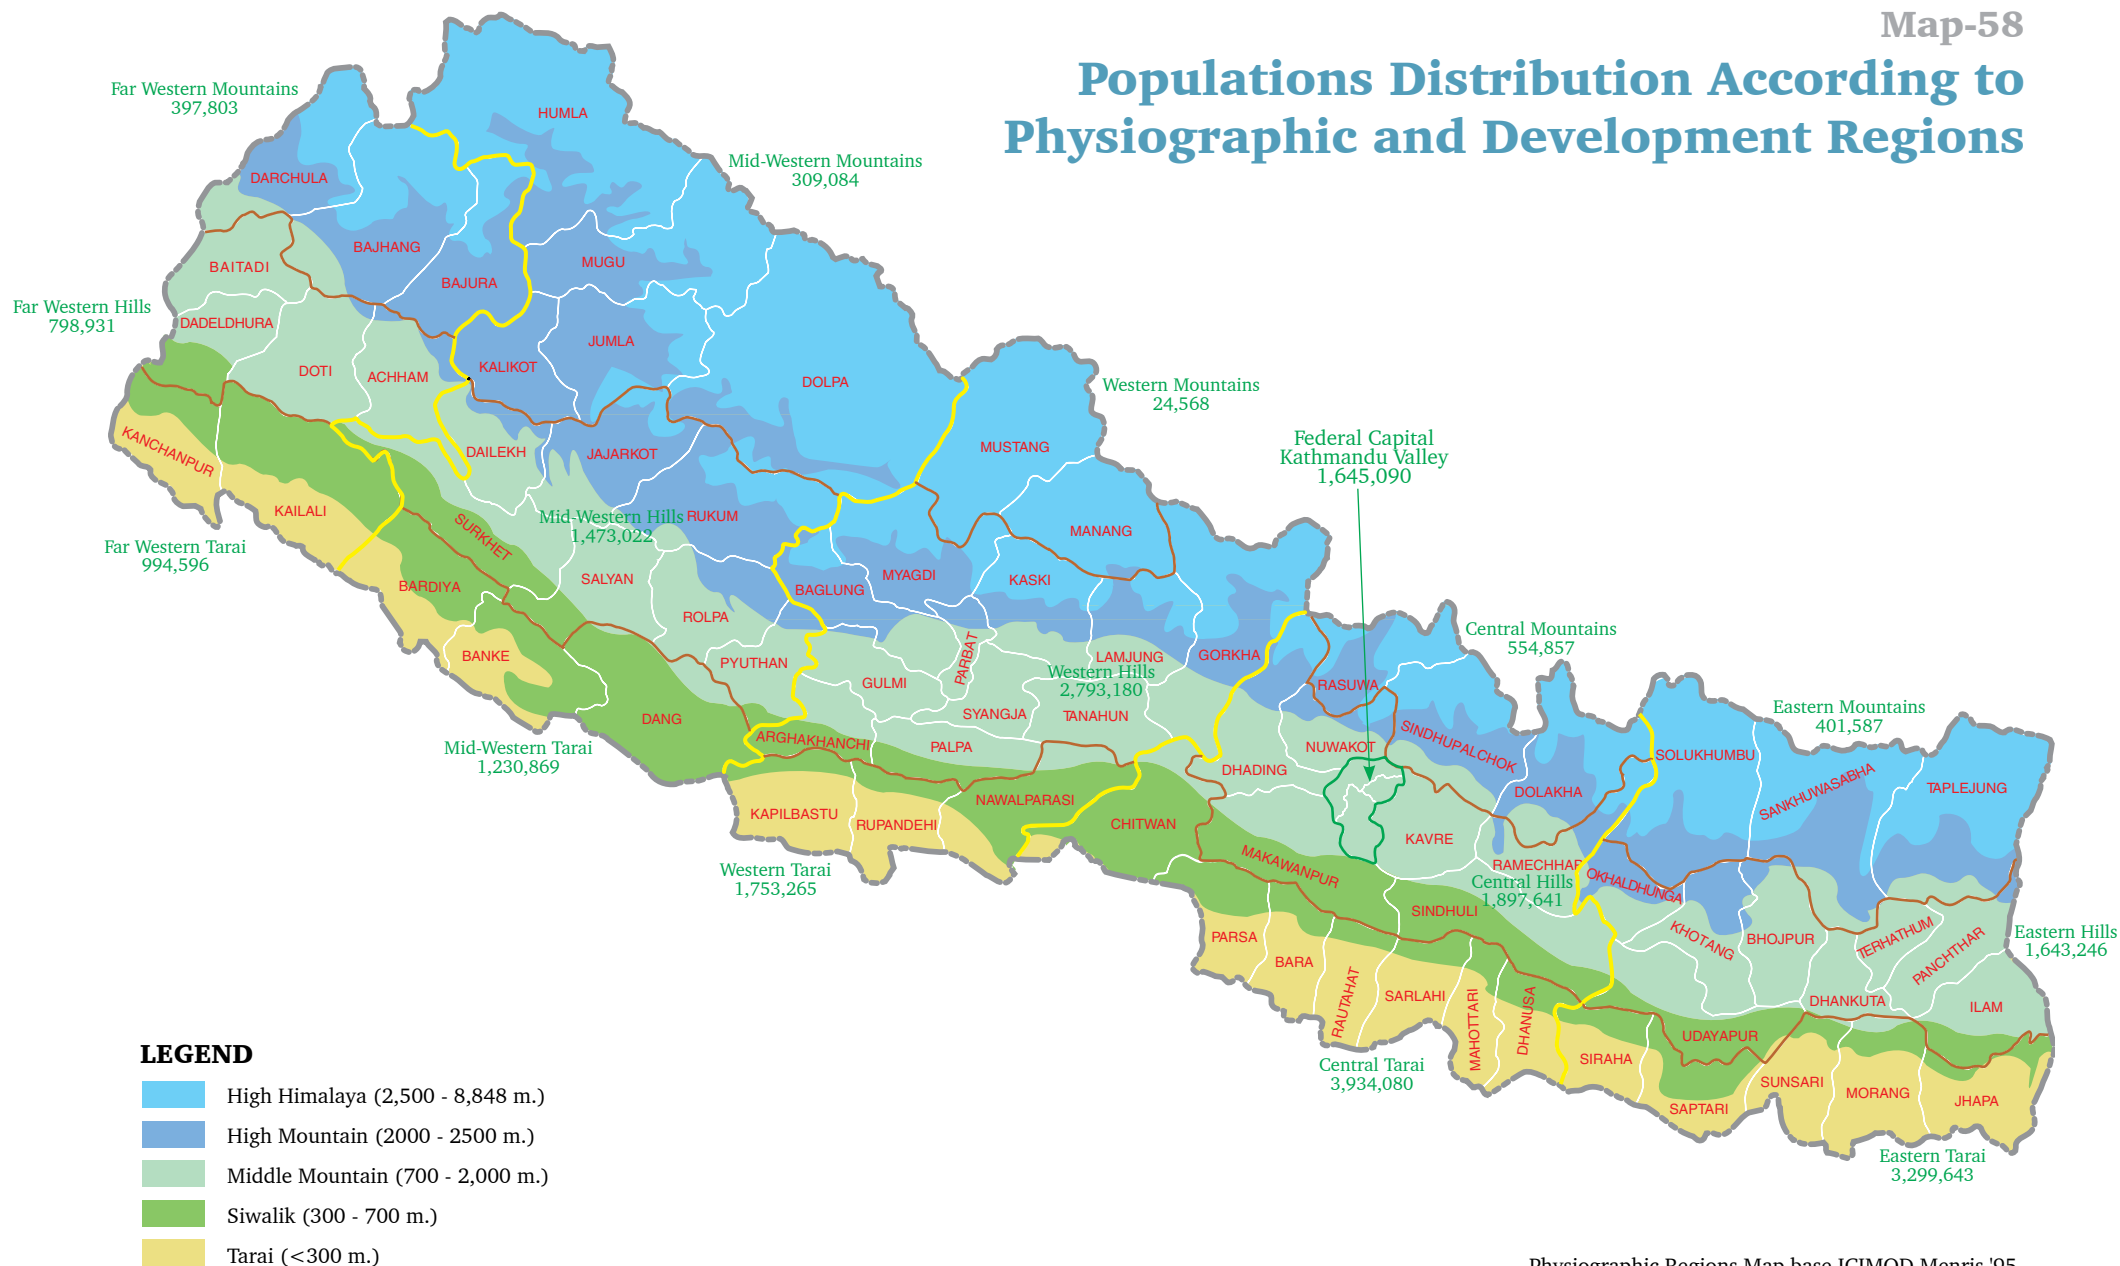 Map-58
Populations Distribution According to
Physiographic and Development Regions
Far Western Mountains
397,803
HUMLA
Mid-Western Mountains
309,084
DARCHULA
BAJHANG
BAITADI
MUGU
BAJURA
Far Western Hills
798,931
DADELDHURA
JUMLA
DOTI
ACHHAM
KALIKOT
DOLPA
Western Mountains
24,568
KANCHANPUR
DAILEKH
JAJARKOT
MUSTANG
Federal Capital
Kathmandu Valley
1,645,090
KAILALI
SURKHET
Mid-Western Hills
1,473,022
RUKUM
MANANG
Far Western Tarai
994,596
BARDIYA
SALYAN
BAGLUNG
MYAGDI
KASKI
ROLPA
Central Mountains
554,857
BANKE
PYUTHAN
PARBAT
LAMJUNG
GORKHA
Western Hills
2,793,180
GULMI
RASUWA
SYANGJA
TANAHUN
DANG
ARGHAKHANCHI
PALPA
NUWAKOT
SINDHUPALCHOK
Eastern Mountains
401,587
Mid-Western Tarai
1,230,869
DHADING
SOLUKHUMBU
SANKHUWASABHA
TAPLEJUNG
DOLAKHA
KAPILBASTU
RUPANDEHI
NAWALPARASI
CHITWAN
KAVRE
Western Tarai
1,753,265
MAKAWANPUR
RAMECHHAP
Central Hills
1,897,641
OKHALDHUNGA
SINDHULI
PARSA
BARA
KHOTANG
BHOJPUR
TERHATHUM
PANCHTHAR
Eastern Hills
1,643,246
RAUTAHAT
SARLAHI
MAHOTTARI
DHANUSA
DHANKUTA
ILAM
UDAYAPUR
Central Tarai
3,934,080
SIRAHA
SUNSARI
MORANG
JHAPA
SAPTARI
Eastern Tarai
3,299,643
LEGEND
High Himalaya (2,500 - 8,848 m.)
High Mountain (2000 - 2500 m.)
Middle Mountain (700 - 2,000 m.)
Siwalik (300 - 700 m.)
Tarai (<300 m.)
Physiographic Regions Map base ICIMOD Menris '95